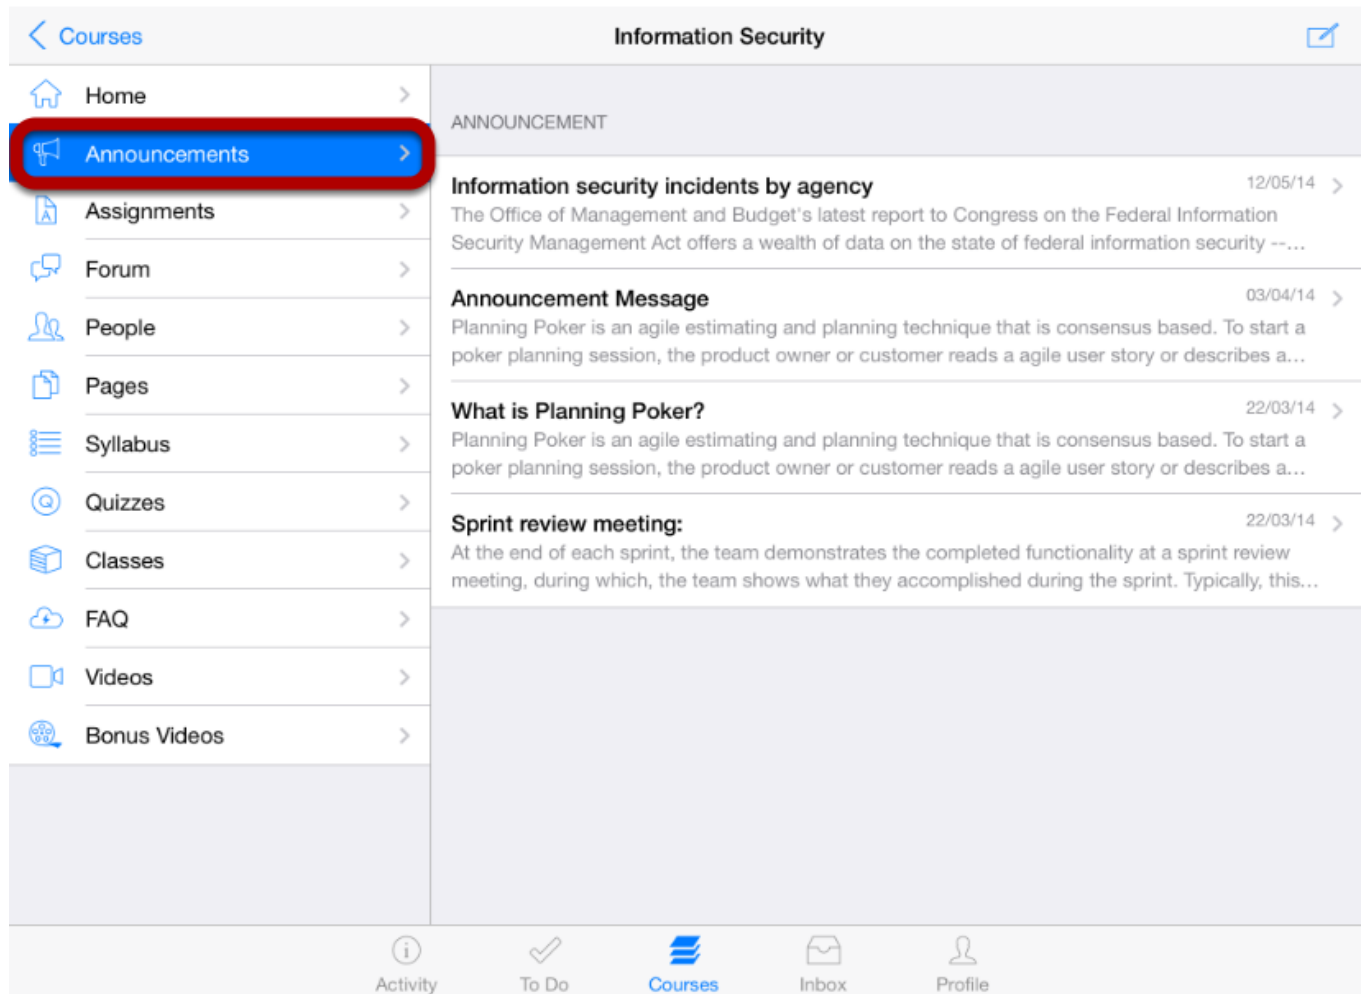 Courses
Information Security
Home
Announcements
Assignments
Forum
People
Pages
Syllabus
Quizzes
Classes
FAQ
Videos
Bonus Videos
ANNOUNCEMENT
Information security incidents by agency 12/05/14
The Office of Management and Budget's latest report to Congress on the Federal Information
Security Management Act offers a wealth of data on the state of federal information security --...
Announcement Message 03/04/14
Planning Poker is an agile estimating and planning technique that is consensus based. To start a
poker planning session, the product owner or customer reads a agile user story or describes a...
What is Planning Poker? 22/03/14
Planning Poker is an agile estimating and planning technique that is consensus based. To start a
poker planning session, the product owner or customer reads a agile user story or describes a...
Sprint review meeting: 22/03/14
At the end of each sprint, the team demonstrates the completed functionality at a sprint review
meeting, during which, the team shows what they accomplished during the sprint. Typically, this...
Activity
To Do
Courses
Inbox
Profile